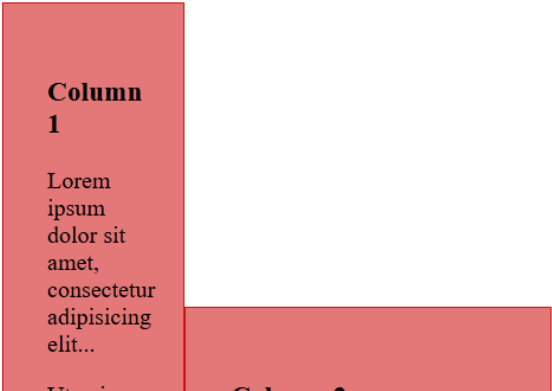 Column
1
Lorem
ipsum
dolor sit
amet,
consectetur
adipisicing
elit...